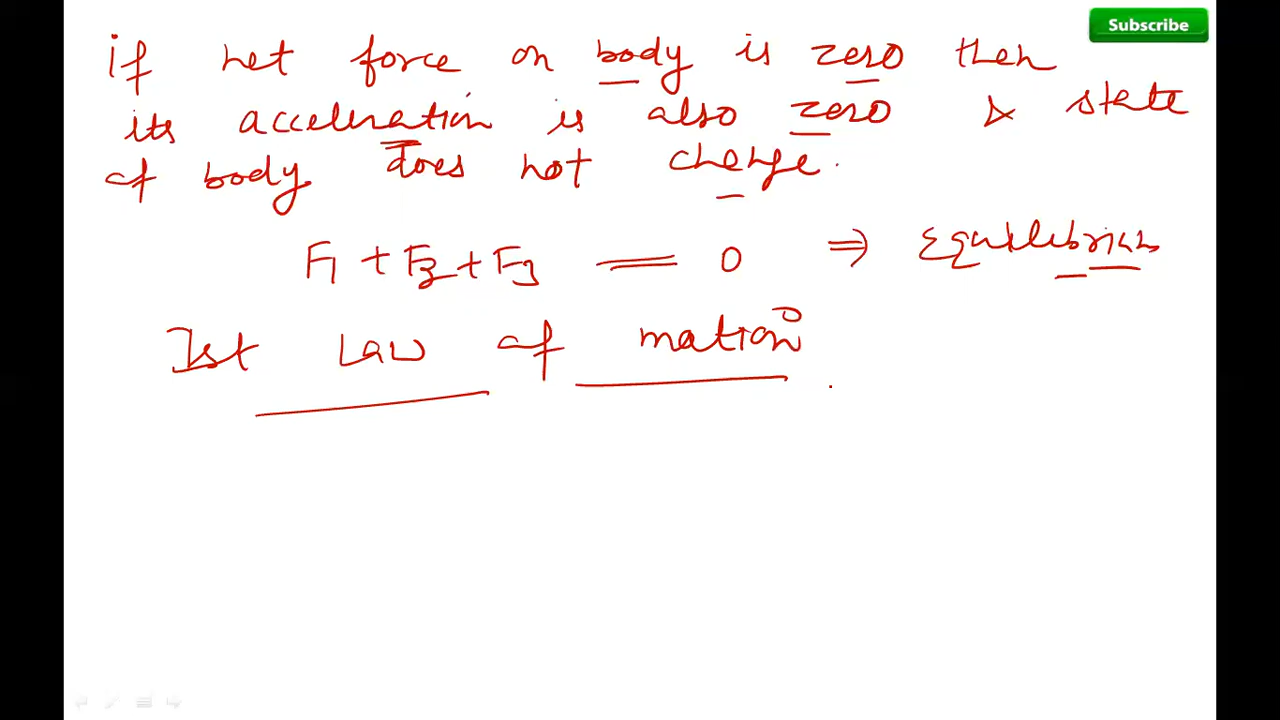 Subscribe
if net force on body is zero then
its acceleration is also zero & state
of body does not change.
F1 + F2 + F3 = 0 ⇒ Equilibrium
Ist Law of motion